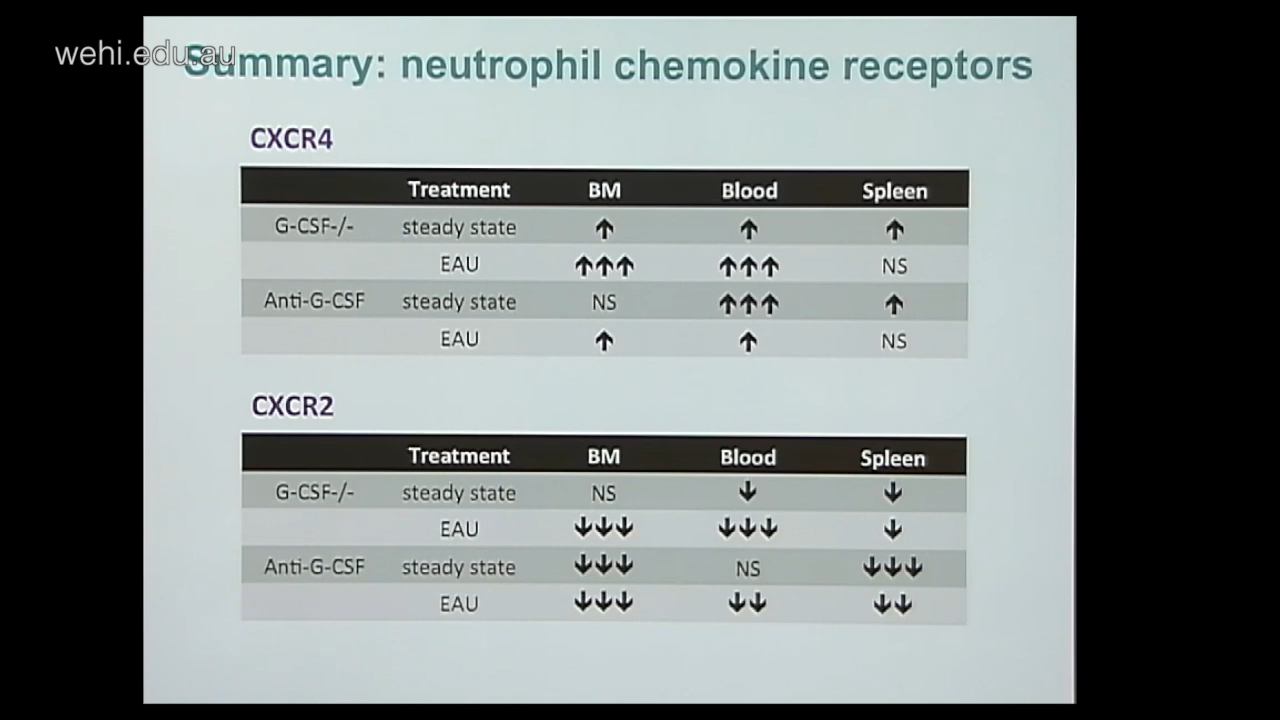 wehi.edu.au
Summary: neutrophil chemokine receptors
CXCR4
Treatment BM Blood Spleen
G-CSF-/- steady state ↑ ↑ ↑
EAU ↑↑↑ ↑↑↑ NS
Anti-G-CSF steady state NS ↑↑↑ ↑
EAU ↑ ↑ NS
CXCR2
Treatment BM Blood Spleen
G-CSF-/- steady state NS ↓ ↓
EAU ↓↓↓ ↓↓↓ ↓
Anti-G-CSF steady state ↓↓↓ NS ↓↓↓
EAU ↓↓↓ ↓↓ ↓↓